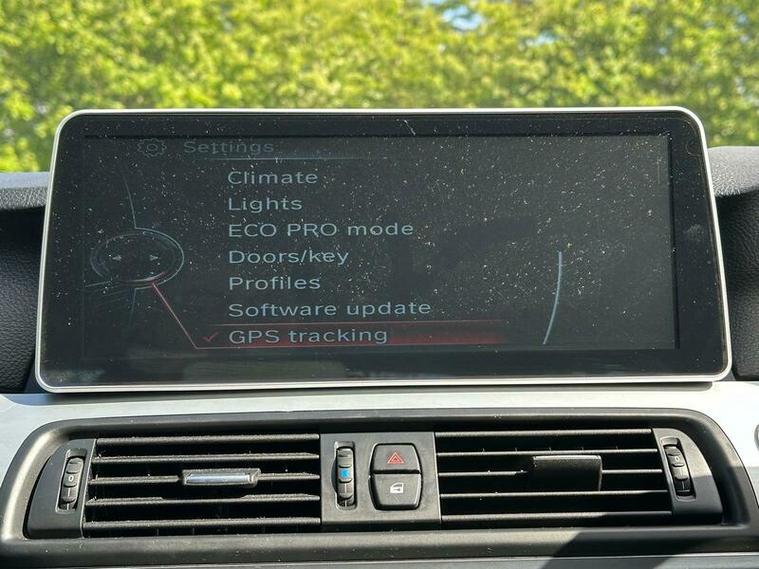 Settings
Climate
Lights
ECO PRO mode
Doors/key
Profiles
Software update
GPS tracking